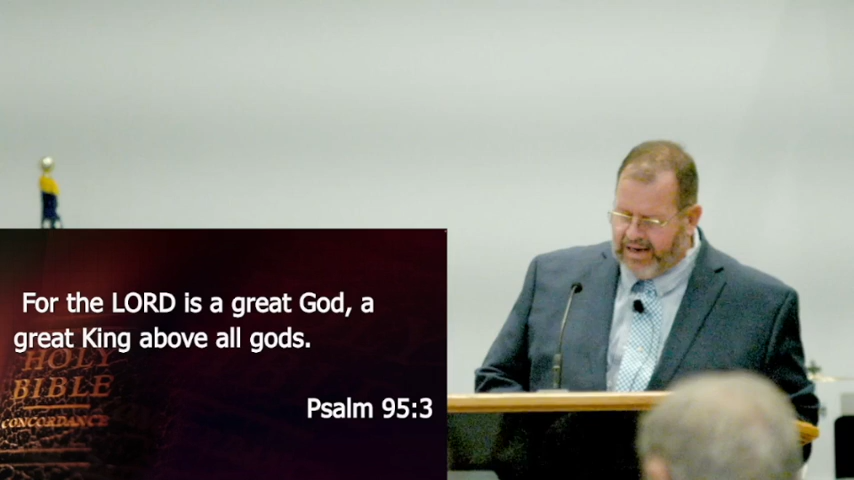 For the LORD is a great God, a
great King above all gods.
HOLY
BIBLE
CONCORDANCE
Psalm 95:3